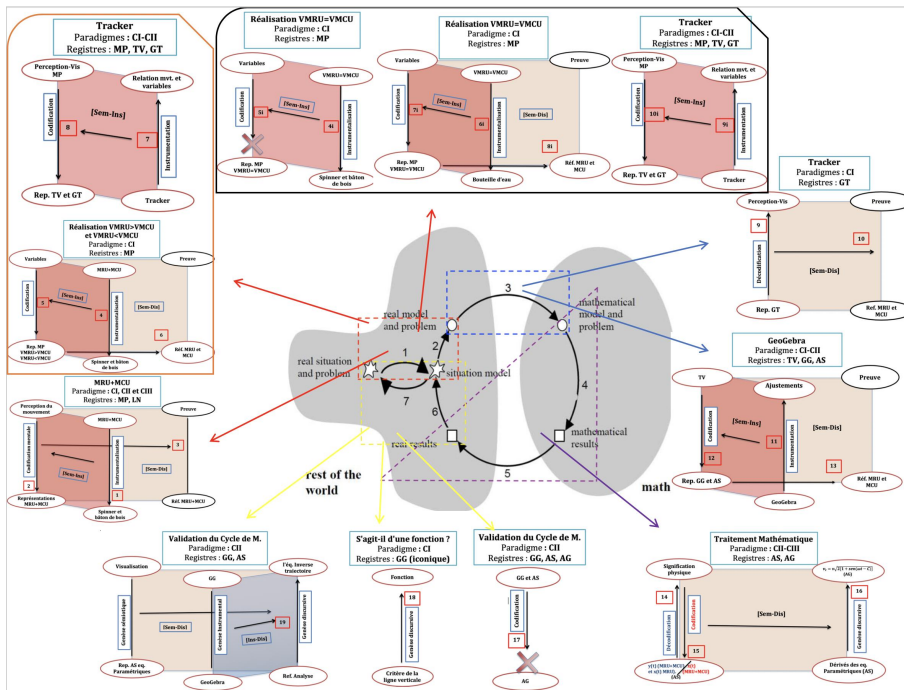 Tracker
Paradigmes : CI-CII
Registres : MP, TV, GT
Perception-Vis
MP
Relation mvt. et
variables
[Sem-Ins]
Codification
8
7
Instrumentalisation
Rep. TV et GT
Tracker
Réalisation VMRU>VMCU
et VMRU<VMCU
Paradigme : CI
Registres : MP
Variables
MRU+MCU
Preuve
Codification
5
[Sem-Ins]
4
Instrumentalisation
[Sem-Dis]
6
Rep. MP
VMRU>VMCU
VMRU<VMCU
Spinner et bâton
de bois
Réf. MRU et
MCU
MRU+MCU
Paradigme : CI, CII et CIII
Registres : MP, LN
Perception du
mouvement
MRU+MCU
Preuve
Codification mentale
2
[Sem-Ins]
Instrumentalisation
1
3
[Sem-Dis]
Représentations
MRU+MCU
Spinner et
bâton de bois
Réf. MRU+MCU
Réalisation VMRU=VMCU
Paradigme : CI
Registres : MP
Variables
VMRU=VMCU
Codification
[Sem-Ins]
5i
4i
Instrumentalisation
Rep. MP
VMRU=VMCU
Spinner et bâton
de bois
Réalisation VMRU=VMCU
Paradigme : CI
Registres : MP
Variables
VMRU=VMCU
Preuve
Codification
7i
[Sem-Ins]
6i
Instrumentalisation
[Sem-Dis]
8i
Rep. MP
VMRU=VMCU
Bouteille d'eau
Réf. MRU et
MCU
Tracker
Paradigmes : CI-CII
Registres : MP, TV, GT
Perception-Vis
MP
Relation mvt. et
variables
Codification
[Sem-Ins]
10i
9i
Instrumentation
Rep. TV et GT
Tracker
Tracker
Paradigmes : CI
Registres : GT
Perception-Vis
Preuve
9
Décodification
10
[Sem-Dis]
Rep. GT
Ref. MRU et
MCU
GeoGebra
Paradigmes : CI-CII
Registres : TV, GG, AS
TV
Ajustements
Preuve
Codification
12
[Sem-Ins]
11
Instrumentation
[Sem-Dis]
13
Rep. GG et AS
GeoGebra
Réf. MRU et
MCU
real model
and problem
mathematical
model and
problem
real situation
and problem
situation model
real results
mathematical
results
rest of the
world
math
1
2
3
4
5
6
7
Validation du Cycle de M.
Paradigme : CII
Registres : GG, AS
Visualisation
GG
l'éq. Inverse
trajectoire
Genèse sémiotique
[Sem-Dis]
Genèse Instrumental
[Ins-Dis]
19
Genèse discursive
Rep. AS eq.
Paramétriques
GeoGebra
Ref. Analyse
S'agit-il d'une fonction ?
Paradigme : CI
Registres : GG (iconique)
Fonction
18
Genèse discursive
Critère de la
ligne verticale
Validation du Cycle de M.
Paradigme : CII
Registres : GG, AS, AG
GG et AS
Codification
17
AG
Traitement Mathématique
Paradigme : CII-CIII
Registres : AS, AG
Signification
physique
(AG)
14
Décodification
Codification
15
[Sem-Dis]
16
Genèse discursive
(AS)
Dérivés des eq.
Paramétriques (AS)